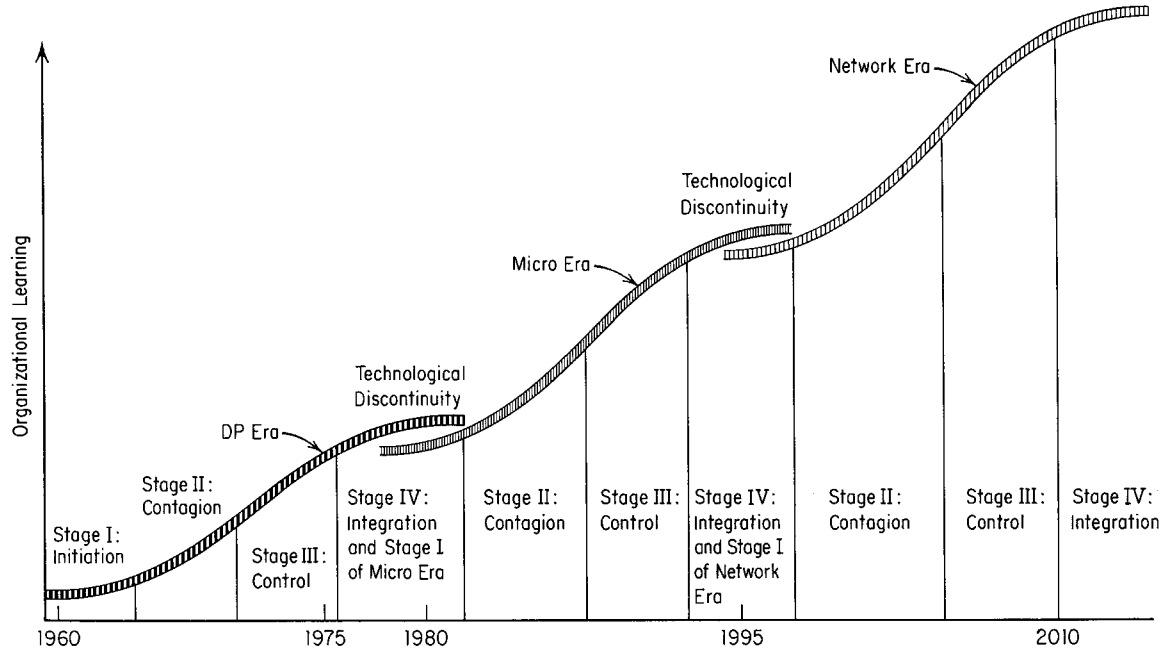 Network Era
Technological
Discontinuity
Micro Era
Organizational Learning
Technological
Discontinuity
DP Era
Stage I:
Initiation
Stage II:
Contagion
Stage III:
Control
Stage IV:
Integration
and Stage I
of Micro Era
Stage II:
Contagion
Stage III:
Control
Stage IV:
Integration
and Stage I
of Network
Era
Stage II:
Contagion
Stage III:
Control
Stage IV:
Integration
1960
1975
1980
1995
2010